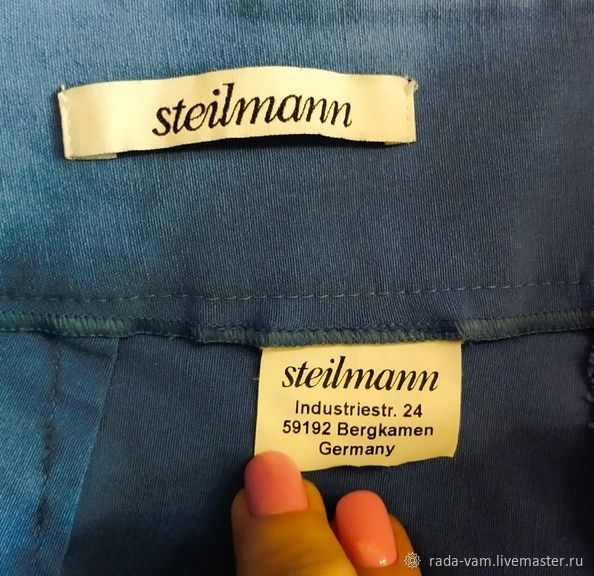 steilmann
steilmann
Industriestr. 24
59192 Bergkamen
Germany
rada-vam.livemaster.ru